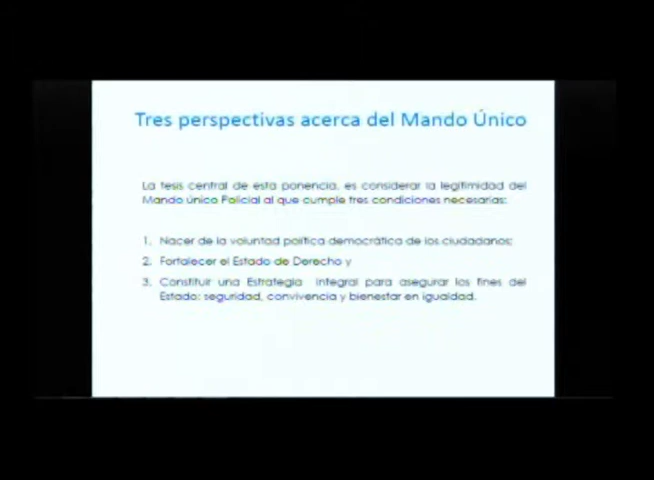 Tres perspectivas acerca del Mando Único
La tesis central de esta ponencia, es considerar la legitimidad del
Mando único Policial al que cumple tres condiciones necesarias:
1. Nacer de la voluntad política democrática de los ciudadanos;
2. Fortalecer el Estado de Derecho y
3. Constituir una Estrategia integral para asegurar los fines del
Estado: seguridad, convivencia y bienestar en igualdad.